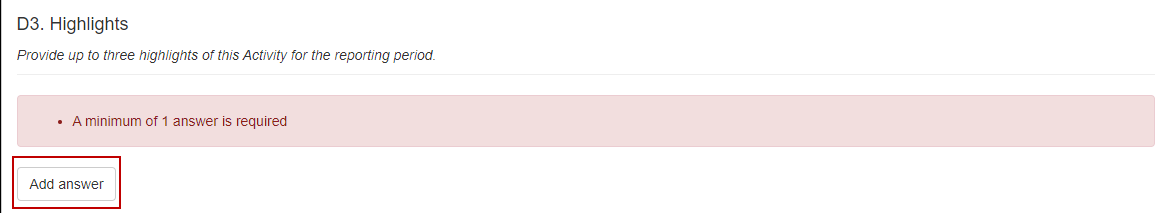 D3. Highlights
Provide up to three highlights of this Activity for the reporting period.
• A minimum of 1 answer is required
Add answer